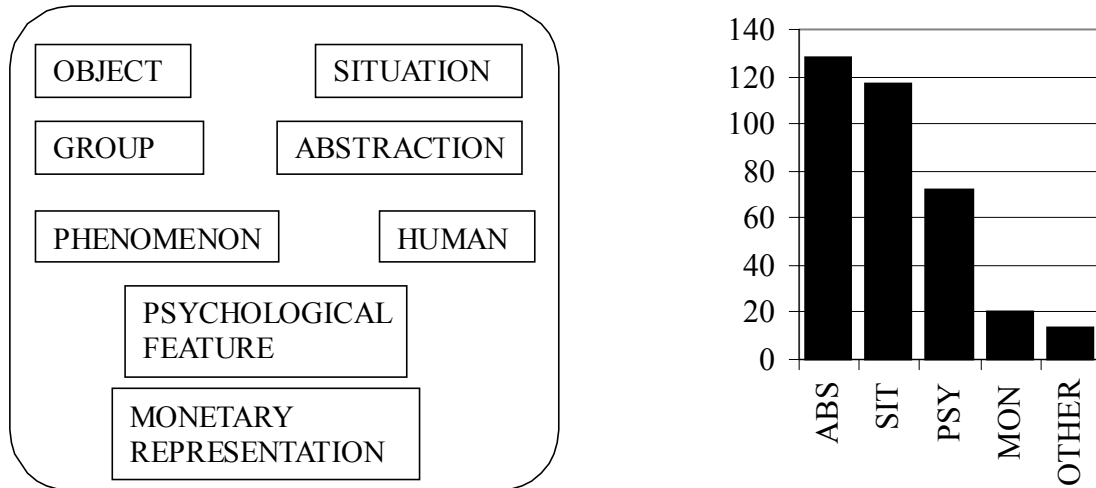 OBJECT
SITUATION
GROUP
ABSTRACTION
PHENOMENON
HUMAN
PSYCHOLOGICAL
FEATURE
MONETARY
REPRESENTATION
140
120
100
80
60
40
20
0
ABS
SIT
PSY
MON
OTHER